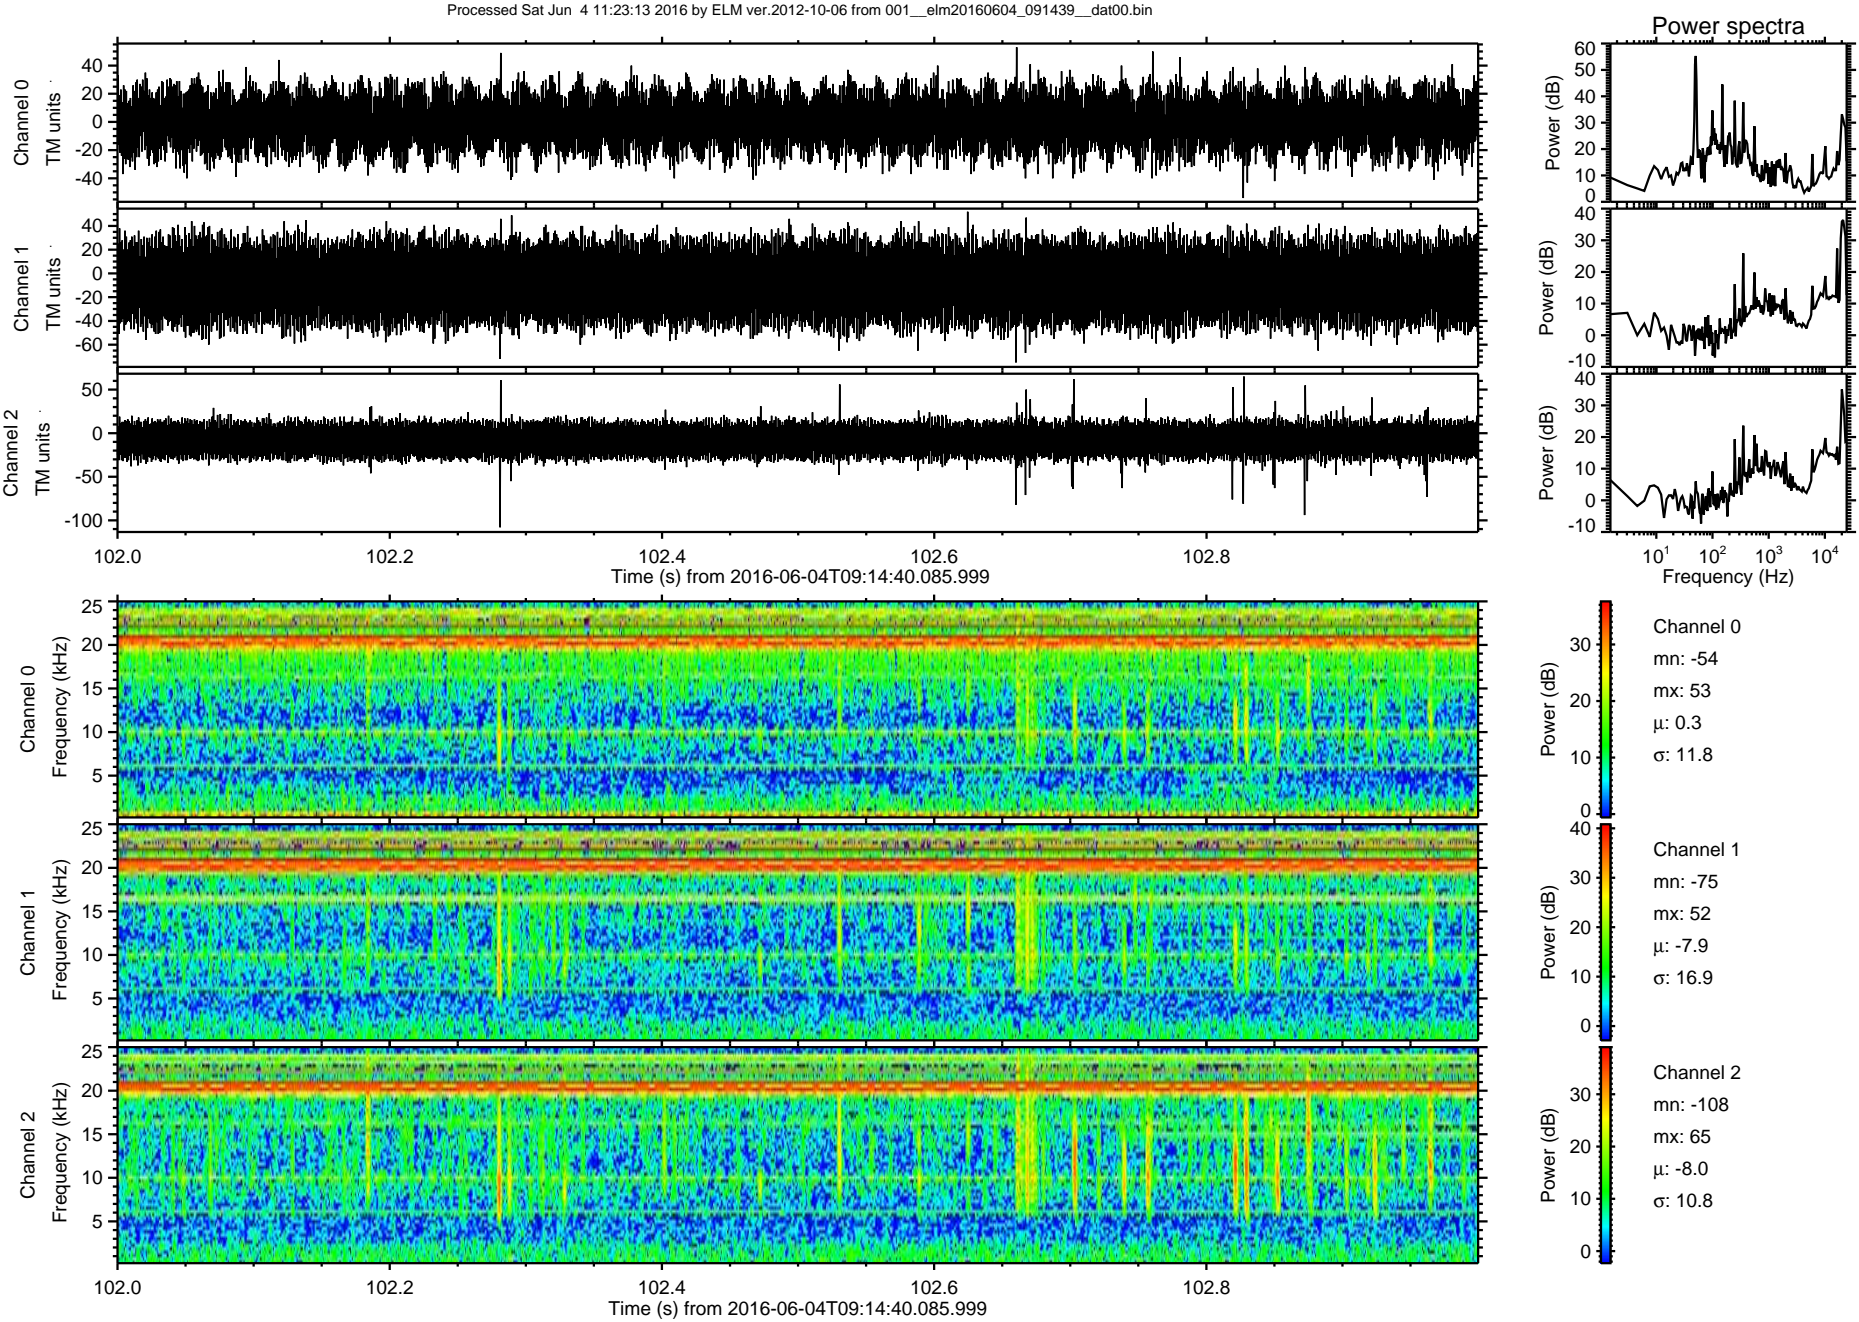 Processed Sat Jun  4 11:23:13 2016 by ELM ver.2012-10-06 from 001__elm20160604_091439__dat00.bin
Power spectra
Channel 0
TM units
40
20
0
-20
-40
Power (dB)
60
50
40
30
20
10
0
Channel 1
TM units
40
20
0
-20
-40
-60
Power (dB)
40
30
20
10
0
-10
Channel 2
TM units
50
0
-50
-100
Power (dB)
40
30
20
10
0
-10
102.0 102.2 102.4 102.6 102.8
Time (s) from 2016-06-04T09:14:40.085.999
10¹ 10² 10³ 10⁴
Frequency (Hz)
Channel 0
Frequency (kHz)
25
20
15
10
5
Power (dB)
30
20
10
0
Channel 0
mn: -54
mx: 53
µ: 0.3
σ: 11.8
Channel 1
Frequency (kHz)
25
20
15
10
5
Power (dB)
40
30
20
10
0
Channel 1
mn: -75
mx: 52
µ: -7.9
σ: 16.9
Channel 2
Frequency (kHz)
25
20
15
10
5
Power (dB)
30
20
10
0
Channel 2
mn: -108
mx: 65
µ: -8.0
σ: 10.8
102.0 102.2 102.4 102.6 102.8
Time (s) from 2016-06-04T09:14:40.085.999